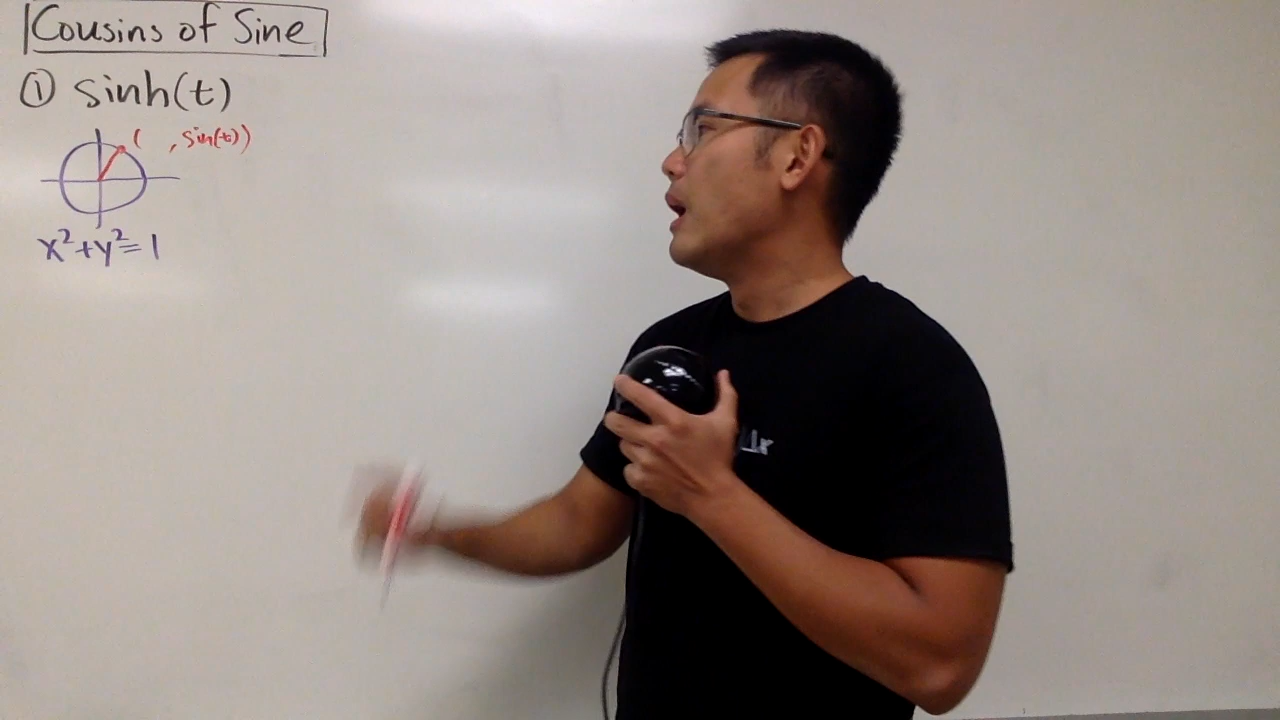 Cousins of Sine
① sinh(t)
( , sin(t))
x²+y²=1